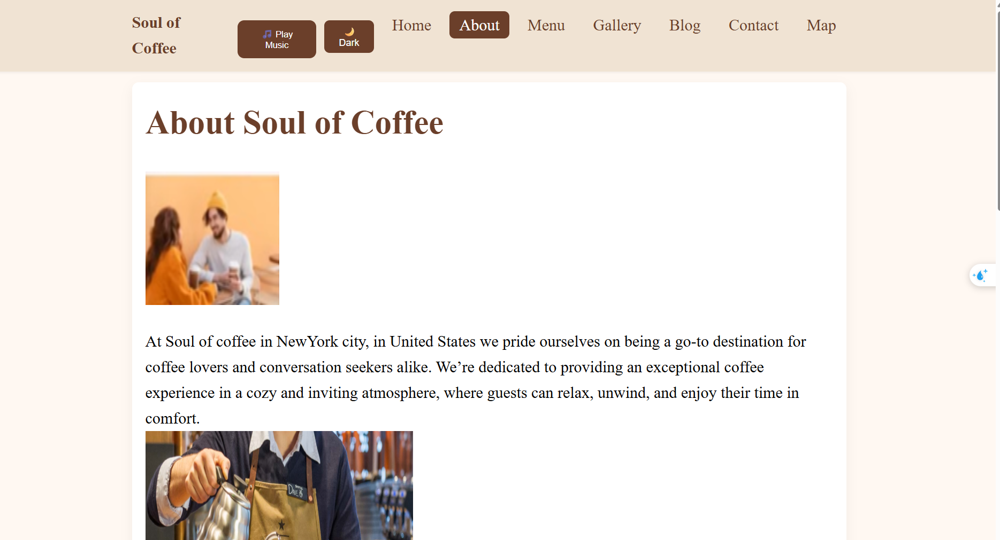 Soul of
Coffee
🎵 Play
Music
🌙
Dark
Home
About
Menu
Gallery
Blog
Contact
Map
About Soul of Coffee
At Soul of coffee in NewYork city, in United States we pride ourselves on being a go-to destination for
coffee lovers and conversation seekers alike. We’re dedicated to providing an exceptional coffee
experience in a cozy and inviting atmosphere, where guests can relax, unwind, and enjoy their time in
comfort.
DAVE B